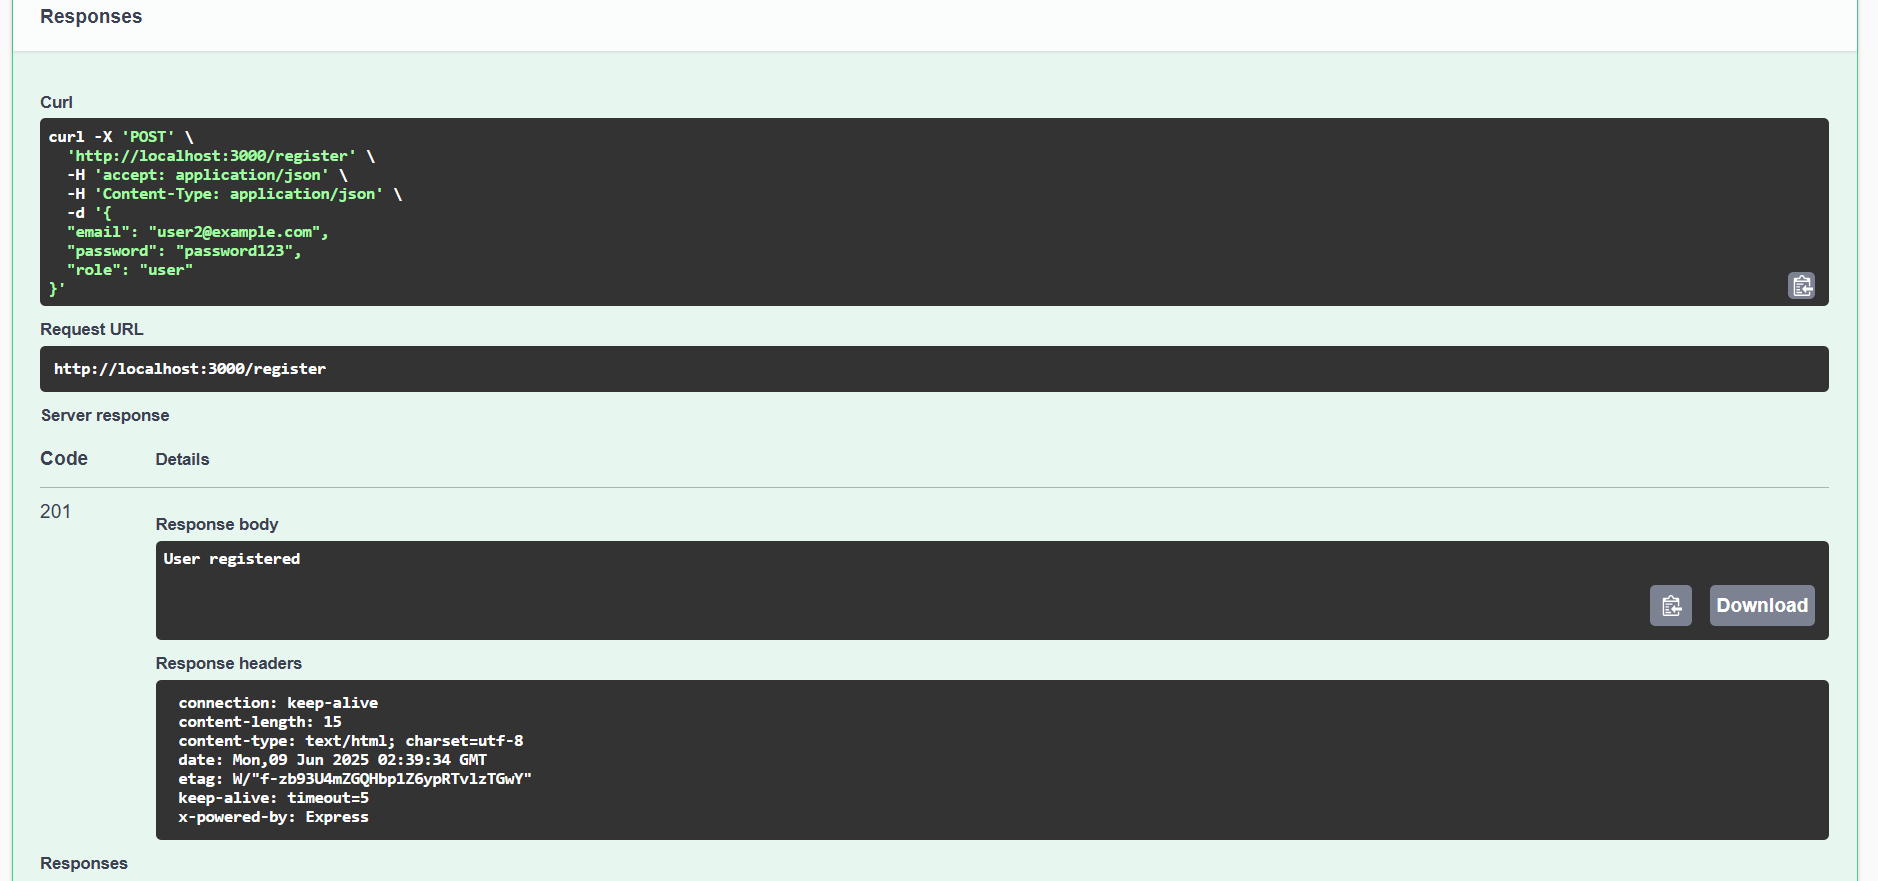 Responses
Curl
curl -X 'POST' \
'http://localhost:3000/register' \
-H 'accept: application/json' \
-H 'Content-Type: application/json' \
-d '{
"email": "user2@example.com",
"password": "password123",
"role": "user"
}'
Request URL
http://localhost:3000/register
Server response
Code Details
201
Response body
User registered
Download
Response headers
connection: keep-alive
content-length: 15
content-type: text/html; charset=utf-8
date: Mon,09 Jun 2025 02:39:34 GMT
etag: W/"f-zb93U4mZGQHbp1Z6ypRTvlzTGwY"
keep-alive: timeout=5
x-powered-by: Express
Responses